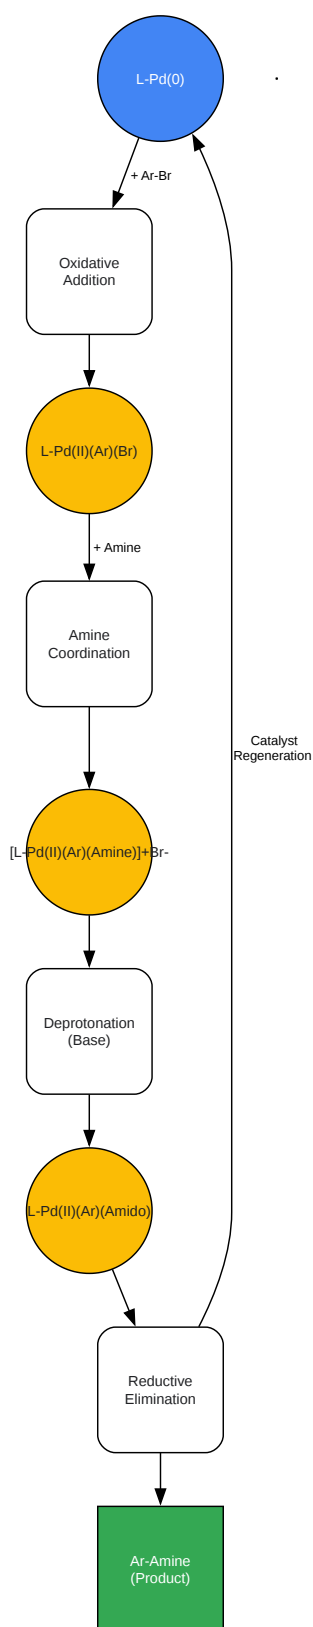 L-Pd(0)
.
+ Ar-Br
Oxidative
Addition
L-Pd(II)(Ar)(Br)
+ Amine
Amine
Coordination
Catalyst
Regeneration
[L-Pd(II)(Ar)(Amine)]+Br-
Deprotonation
(Base)
L-Pd(II)(Ar)(Amido)
Reductive
Elimination
Ar-Amine
(Product)